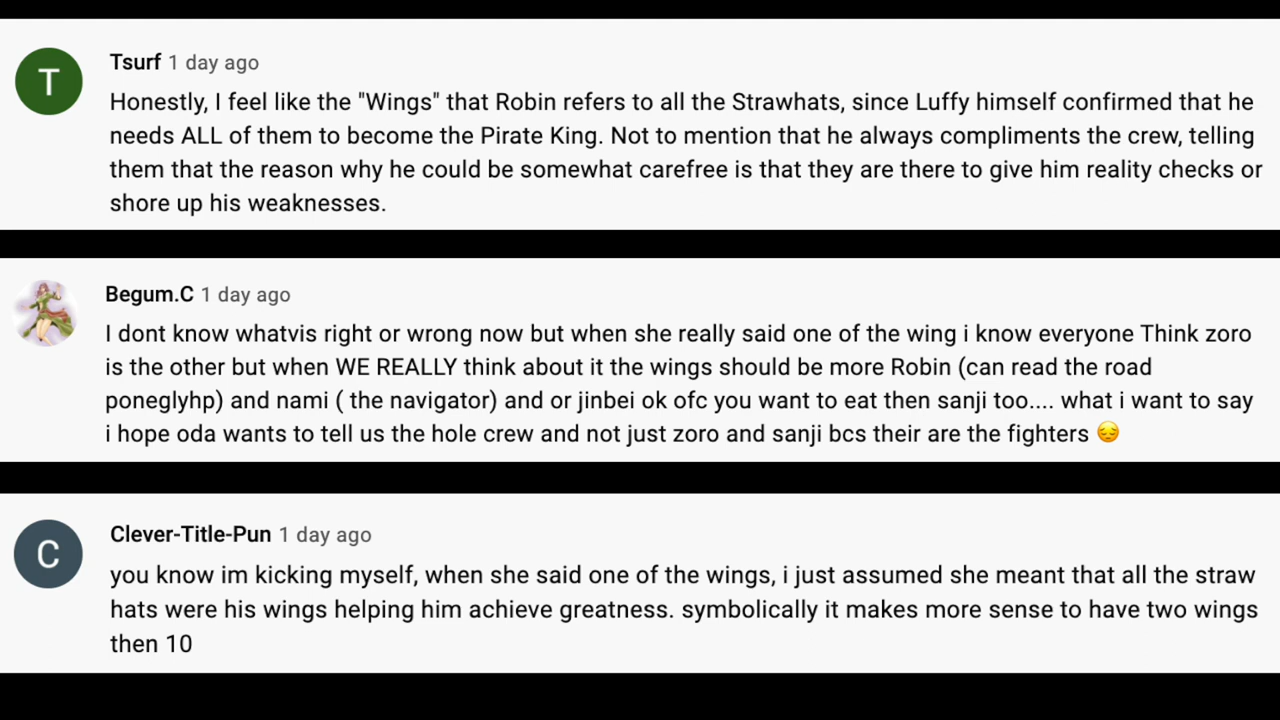 T
Tsurf 1 day ago
Honestly, I feel like the "Wings" that Robin refers to all the Strawhats, since Luffy himself confirmed that he
needs ALL of them to become the Pirate King. Not to mention that he always compliments the crew, telling
them that the reason why he could be somewhat carefree is that they are there to give him reality checks or
shore up his weaknesses.
Begum.C 1 day ago
I dont know whatvis right or wrong now but when she really said one of the wing i know everyone Think zoro
is the other but when WE REALLY think about it the wings should be more Robin (can read the road
poneglyhp) and nami ( the navigator) and or jinbei ok ofc you want to eat then sanji too.... what i want to say
i hope oda wants to tell us the hole crew and not just zoro and sanji bcs their are the fighters 😔
C
Clever-Title-Pun 1 day ago
you know im kicking myself, when she said one of the wings, i just assumed she meant that all the straw
hats were his wings helping him achieve greatness. symbolically it makes more sense to have two wings
then 10